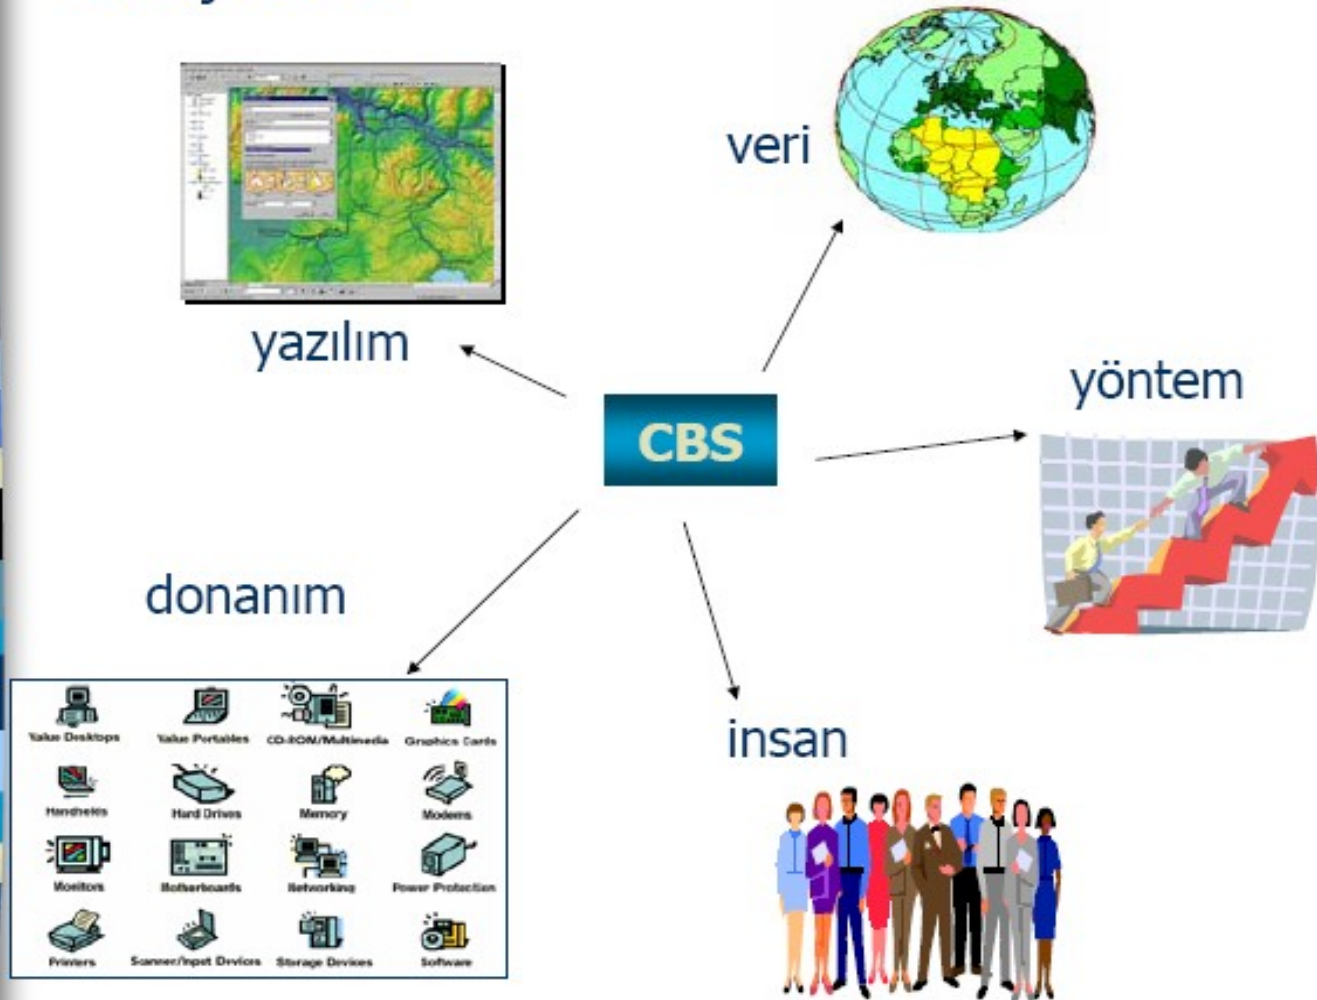 veri
yazılım
yöntem
CBS
donanım
insan
Value Desktops
Value Portables
CD-ROM/Multimedia
Graphics Cards
Handhelds
Hard Drives
Memory
Modems
Monitors
Motherboards
Networking
Power Protection
Printers
Scanner/Input Devices
Storage Devices
Software